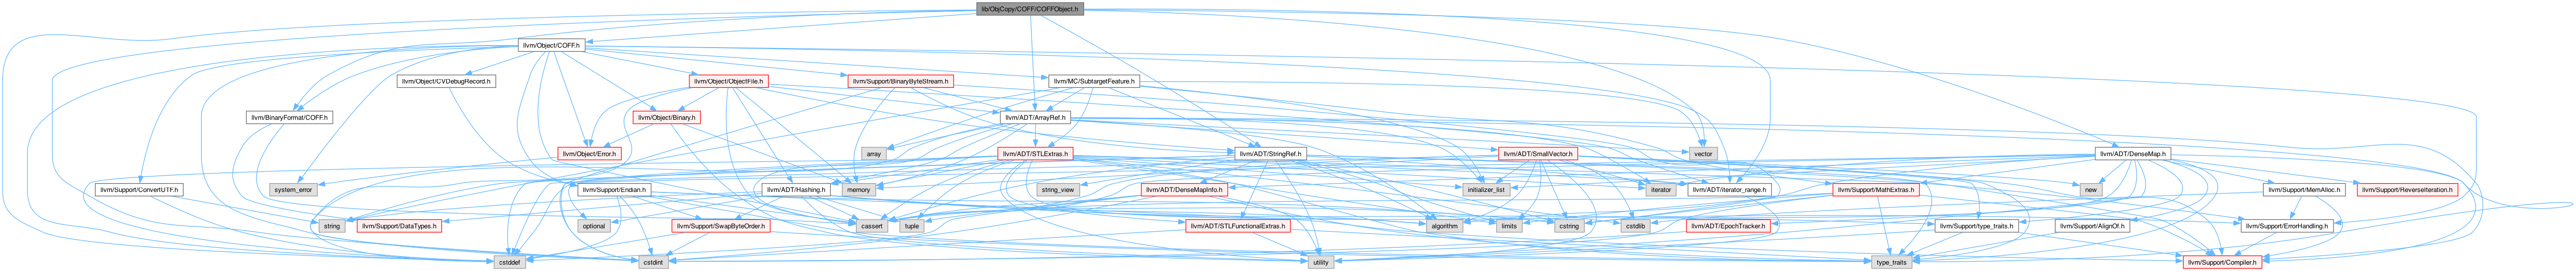 lib/ObjCopy/COFF/COFFObject.h
llvm/Object/COFF.h
llvm/Object/CVDebugRecord.h
llvm/Object/ObjectFile.h
llvm/Support/BinaryByteStream.h
llvm/MC/SubtargetFeature.h
llvm/BinaryFormat/COFF.h
llvm/Object/Binary.h
llvm/ADT/ArrayRef.h
llvm/Object/Error.h
array
llvm/ADT/STLExtras.h
llvm/ADT/StringRef.h
llvm/ADT/SmallVector.h
vector
llvm/ADT/DenseMap.h
llvm/Support/ConvertUTF.h
system_error
llvm/Support/Endian.h
llvm/ADT/Hashing.h
memory
string_view
llvm/ADT/DenseMapInfo.h
initializer_list
iterator
llvm/ADT/iterator_range.h
llvm/Support/MathExtras.h
new
llvm/Support/MemAlloc.h
llvm/Support/ReverseIteration.h
string
llvm/Support/DataTypes.h
optional
llvm/Support/SwapByteOrder.h
cassert
tuple
llvm/ADT/STLFunctionalExtras.h
algorithm
limits
cstring
cstdlib
llvm/ADT/EpochTracker.h
llvm/Support/type_traits.h
llvm/Support/AlignOf.h
llvm/Support/ErrorHandling.h
cstddef
cstdint
utility
type_traits
llvm/Support/Compiler.h